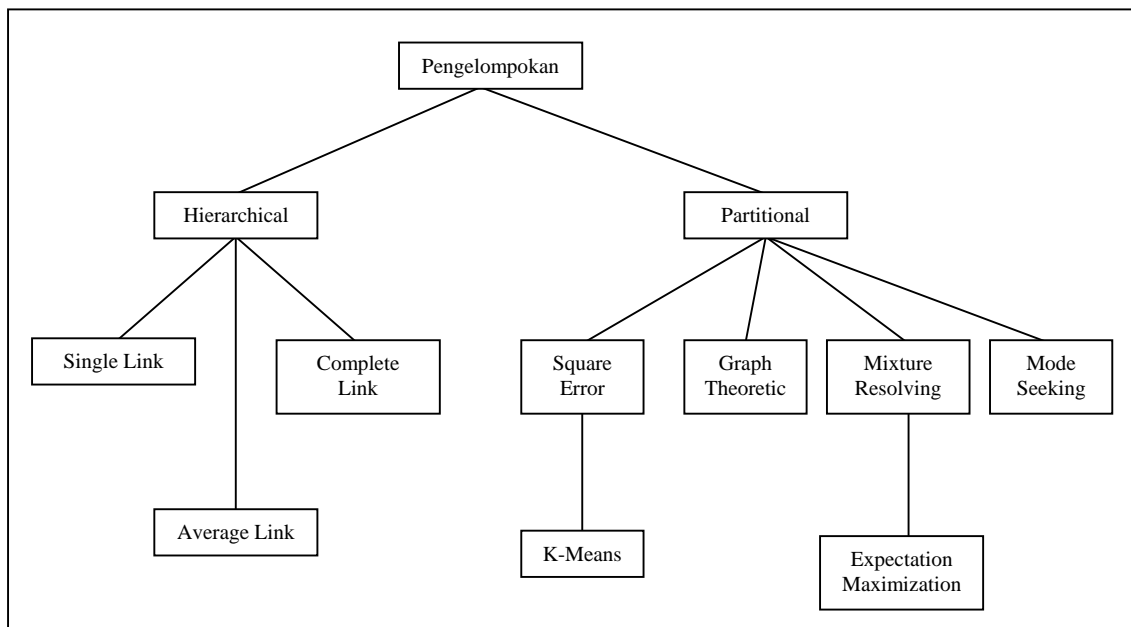 Pengelompokan
Hierarchical
Partitional
Single Link
Complete
Link
Square
Error
Graph
Theoretic
Mixture
Resolving
Mode
Seeking
Average Link
K-Means
Expectation
Maximization